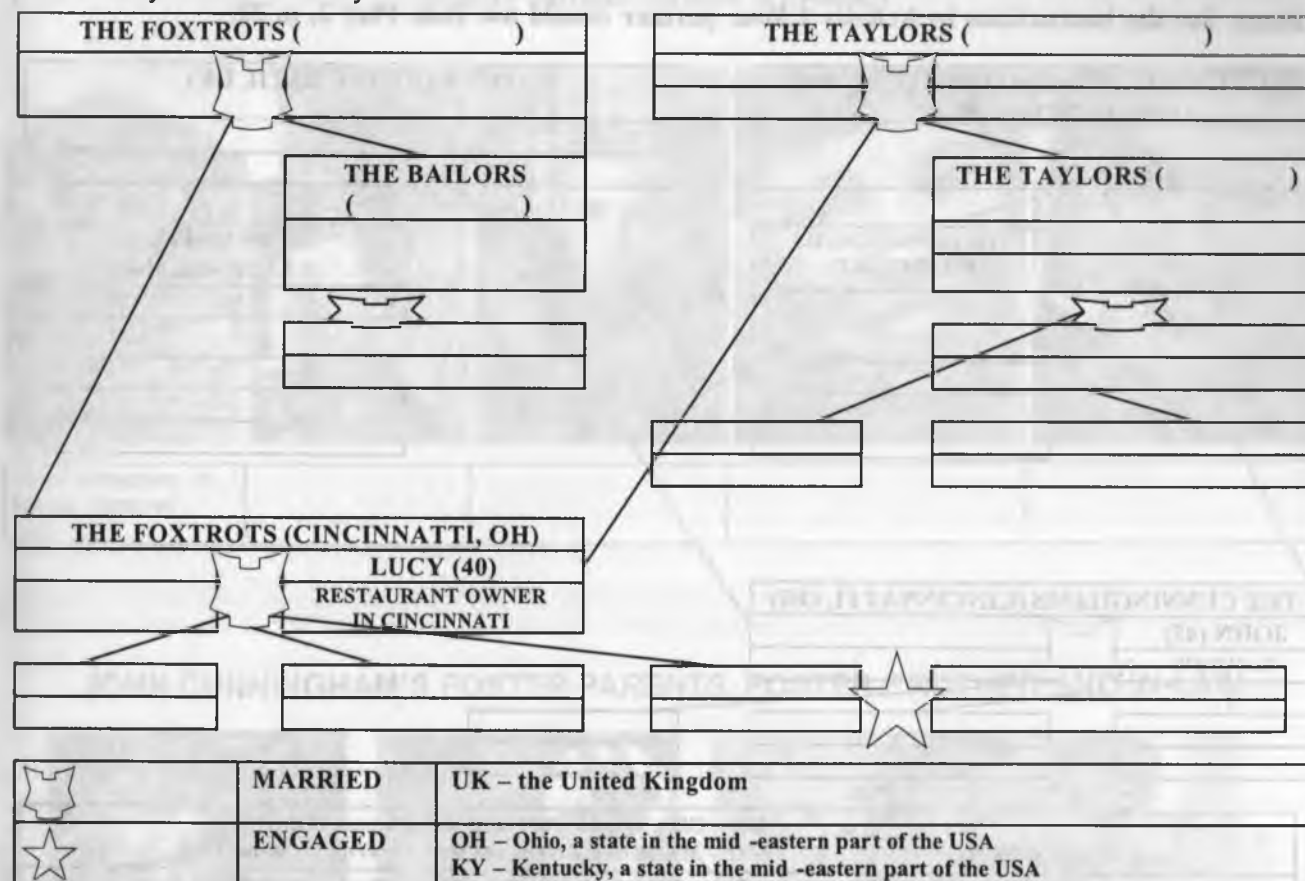 THE FOXTROTS ( )
THE TAYLORS ( )
THE BAILORS
( )
THE TAYLORS ( )
THE FOXTROTS (CINCINNATTI, OH)
LUCY (40)
RESTAURANT OWNER
IN CINCINNATI
MARRIED
UK – the United Kingdom
ENGAGED
OH – Ohio, a state in the mid -eastern part of the USA
KY – Kentucky, a state in the mid -eastern part of the USA